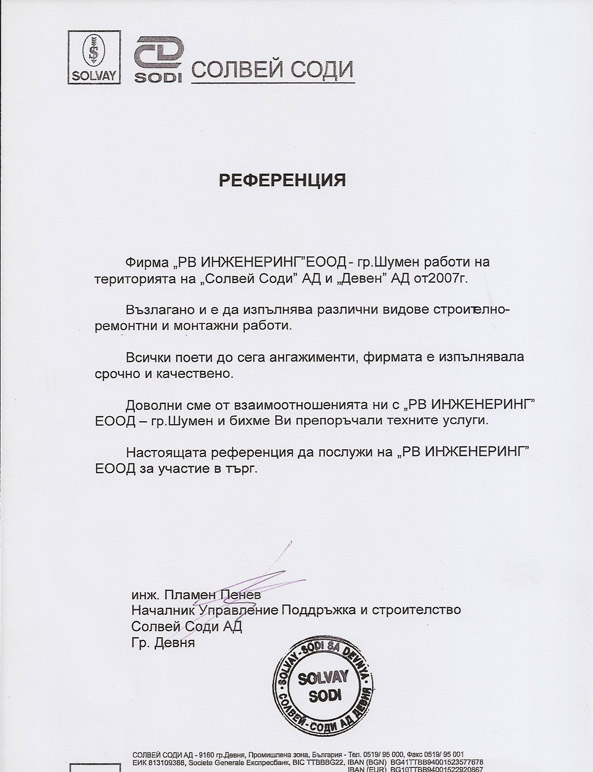 SOLVAY
SODI СОЛВЕЙ СОДИ
РЕФЕРЕНЦИЯ
Фирма „РВ ИНЖЕНЕРИНГ”ЕООД - гр.Шумен работи на
територията на „Солвей Соди” АД и „Девен” АД от2007г.
Възлагано и е да изпълнява различни видове строително-
ремонтни и монтажни работи.
Всички поети до сега ангажименти, фирмата е изпълнявала
срочно и качествено.
Доволни сме от взаимоотношенията ни с „РВ ИНЖЕНЕРИНГ”
ЕООД – гр.Шумен и бихме Ви препоръчали техните услуги.
Настоящата референция да послужи на „РВ ИНЖЕНЕРИНГ”
ЕООД за участие в търг.
инж. Пламен Пенев
Началник Управление Поддръжка и строителство
Солвей Соди АД
Гр. Девня
SOLVAY-SODI SA DEVNYA
SOLVAY
SODI
СОЛВЕЙ-СОДИ АД ДЕВНЯ
СОЛВЕЙ СОДИ АД - 9160 гр.Девня, Промишлена зона, България - Тел. 0519/ 95 000, Факс 0519/ 95 001
ЕИК 813109388, Societe Generale Експресбанк, BIC TTBBBG22, IBAN (BGN) BG41TTBB94001523577678
IBAN (EUR) BG10TTBB94001522920867